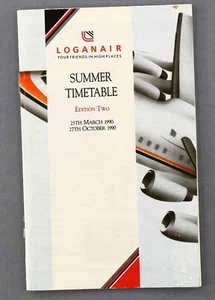 LOGANAIR
YOUR FRIENDS IN HIGH PLACES
SUMMER
TIMETABLE
EDITION TWO
25TH MARCH 1990
27TH OCTOBER 1990